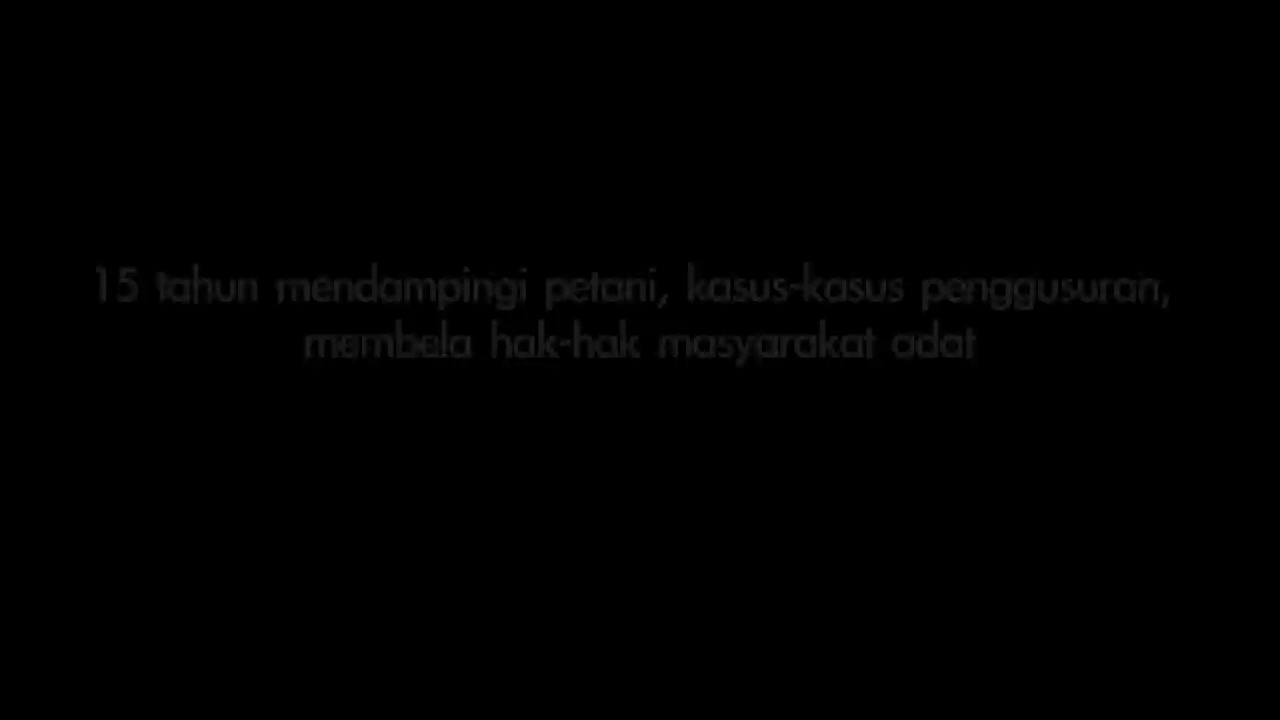 15 tahun mendampingi petani, kasus-kasus penggusuran,
membela hak-hak masyarakat adat